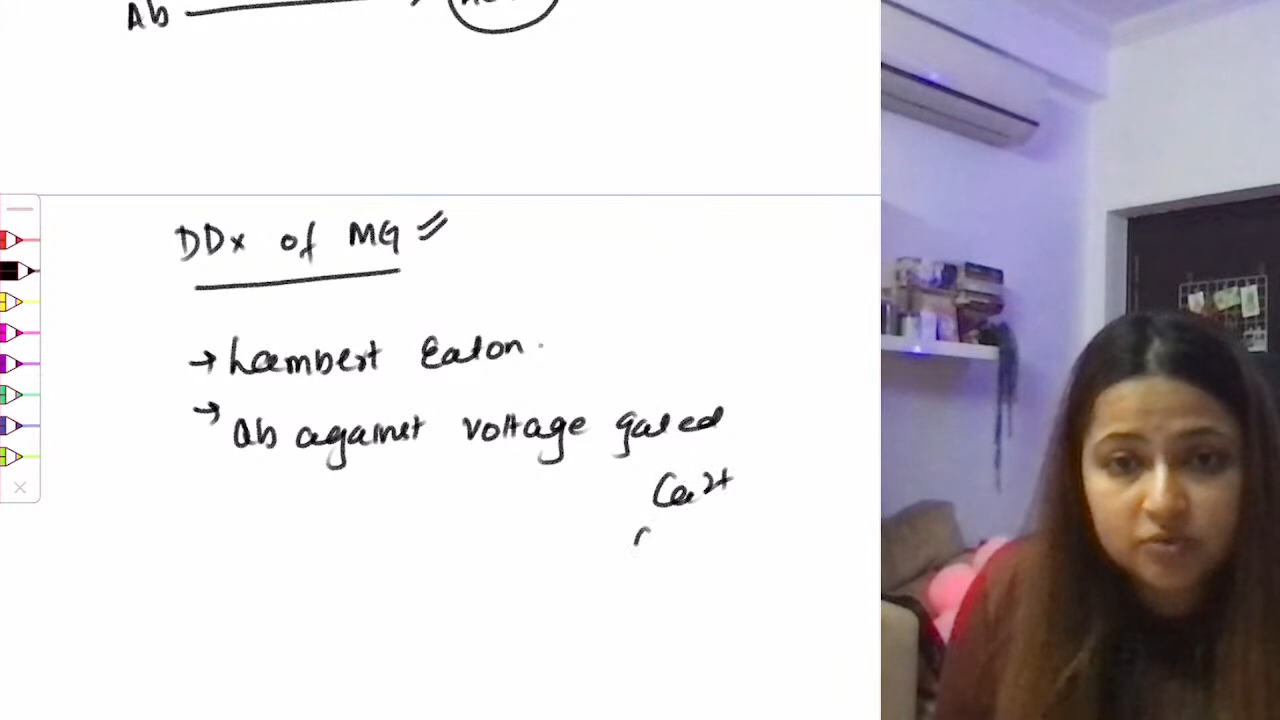 Ab
DDx of MG
→ Lambert Eaton.
→ Ab against voltage gated
Ca2+